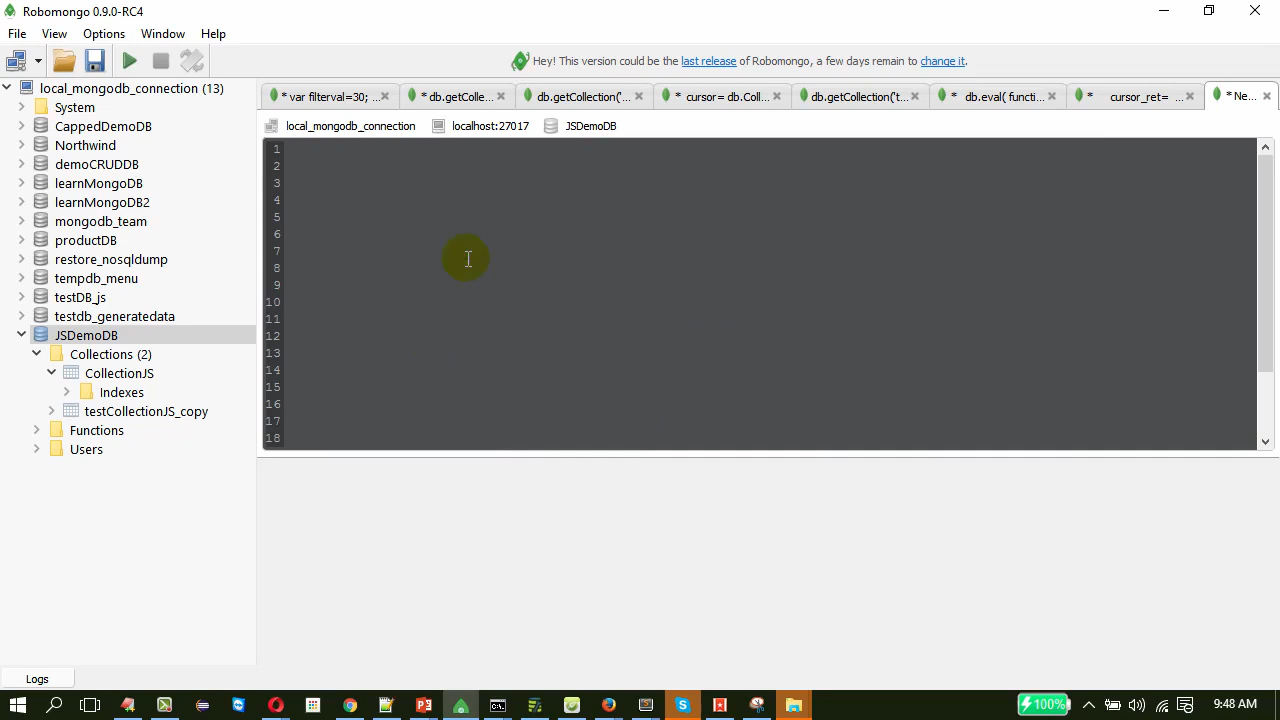 Robomongo 0.9.0-RC4
File View Options Window Help
Hey! This version could be the last release of Robomongo, a few days remain to change it.
local_mongodb_connection (13)
System
CappedDemoDB
Northwind
demoCRUDDB
learnMongoDB
learnMongoDB2
mongodb_team
productDB
restore_nosqldump
tempdb_menu
testDB_js
testdb_generatedata
JSDemoDB
Collections (2)
CollectionJS
Indexes
testCollectionJS_copy
Functions
Users
* var filterval=30; ... * db.getColle... db.getCollection('... * cursor= db.Coll... db.getCollection('t... * db.eval( functi... * cursor_ret= ... * Ne...
local_mongodb_connection localhost:27017 JSDemoDB
1
2
3
4
5
6
7
8
9
10
11
12
13
14
15
16
17
18
Logs
100% 9:48 AM